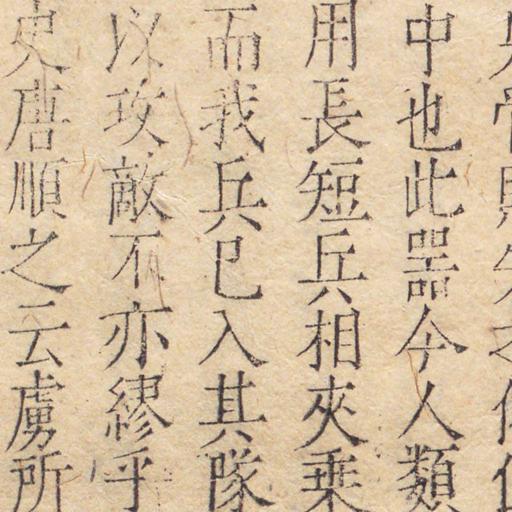 中也此器今人類
用長短兵相夾乗
而我兵已入其隊
以攻敵不亦繆乎
史唐順之云虜所